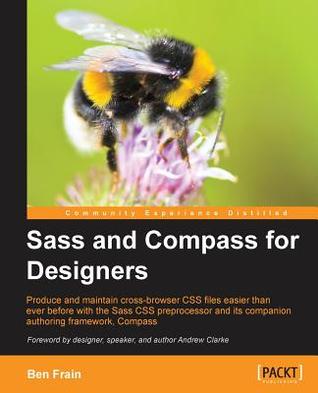 Community Experience Distilled
Sass and Compass for
Designers
Produce and maintain cross-browser CSS files easier than
ever before with the Sass CSS preprocessor and its companion
authoring framework, Compass
Foreword by designer, speaker, and author Andrew Clarke
Ben Frain
PACKT
PUBLISHING